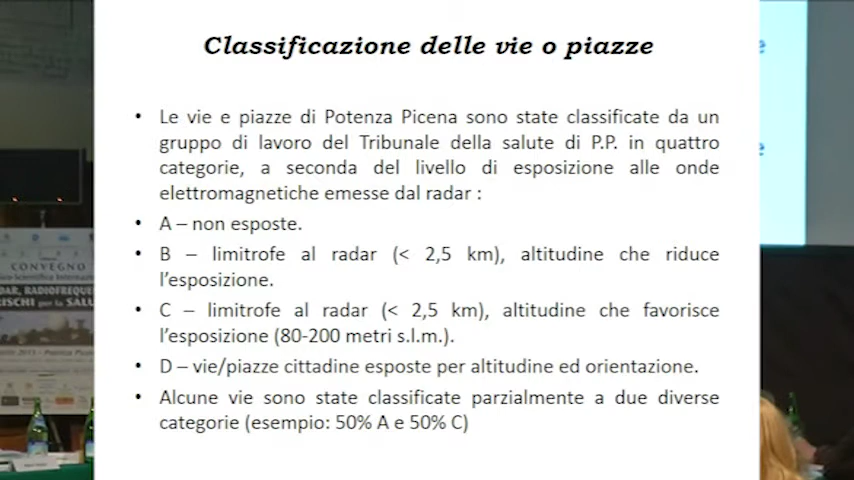 Classificazione delle vie o piazze
• Le vie e piazze di Potenza Picena sono state classificate da un
gruppo di lavoro del Tribunale della salute di P.P. in quattro
categorie, a seconda del livello di esposizione alle onde
elettromagnetiche emesse dal radar :
• A – non esposte.
• B – limitrofe al radar (< 2,5 km), altitudine che riduce
l'esposizione.
• C – limitrofe al radar (< 2,5 km), altitudine che favorisce
l'esposizione (80-200 metri s.l.m.).
• D – vie/piazze cittadine esposte per altitudine ed orientazione.
• Alcune vie sono state classificate parzialmente a due diverse
categorie (esempio: 50% A e 50% C)
CONVEGNO
RISCHI per la SALU